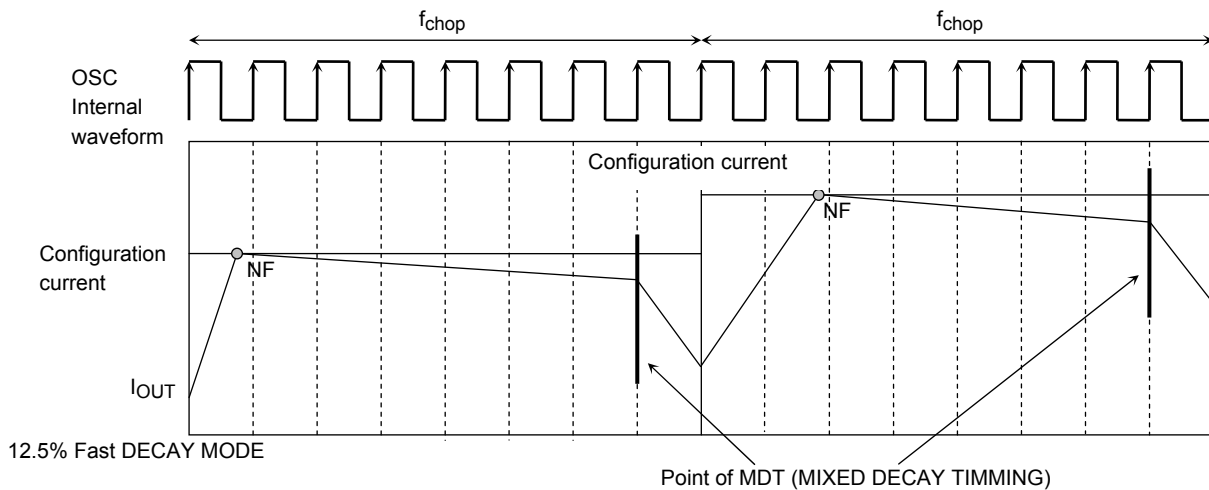 fchop
fchop
OSC
Internal
waveform
Configuration current
NF
Configuration
current
NF
IOUT
12.5% Fast DECAY MODE
Point of MDT (MIXED DECAY TIMMING)